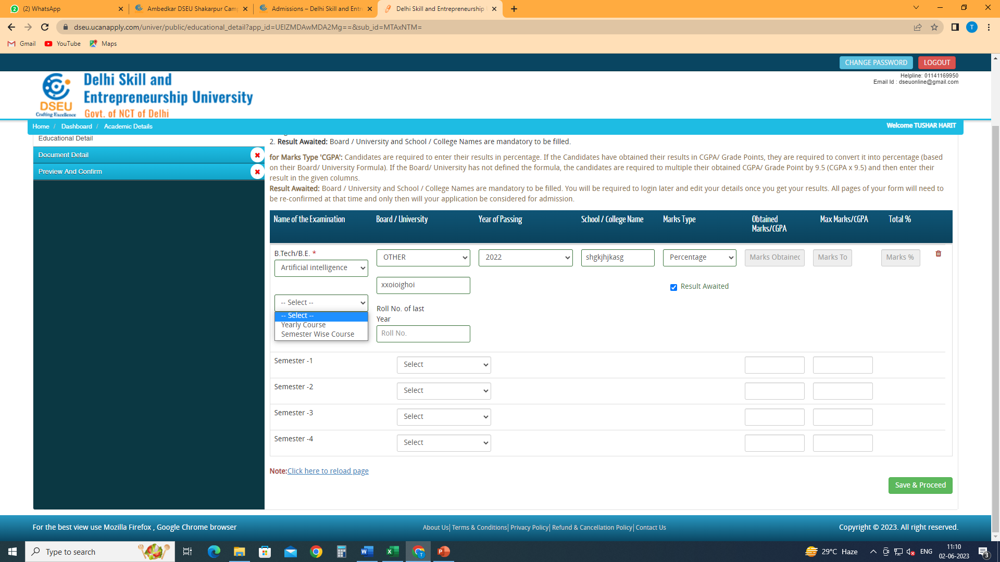 (2) WhatsApp
Ambedkar DSEU Shakarpur Camp
Admissions – Delhi Skill and Entr
Delhi Skill and Entrepreneurship
dseu.ucanapply.com/univer/public/educational_detail?app_id=UElZMDAwMDA2Mg==&sub_id=MTAxNTM=
T
Gmail
YouTube
Maps
CHANGE PASSWORD
LOGOUT
Helpline: 01141169950
Email Id : dseuonline@gmail.com
DSEU
Crafting Excellence
Delhi Skill and
Entrepreneurship University
Govt. of NCT of Delhi
Home / Dashboard / Academic Details
Welcome TUSHAR HARIT
Educational Detail
Document Detail
Preview And Confirm
2. Result Awaited: Board / University and School / College Names are mandatory to be filled.
for Marks Type 'CGPA': Candidates are required to enter their results in percentage. If the Candidates have obtained their results in CGPA/ Grade Points, they are required to convert it into percentage (based
on their Board/ University Formula). If the Board/ University has not defined the formula, the candidates are required to multiple their obtained CGPA/ Grade Point by 9.5 (CGPA x 9.5) and then enter their
result in the given columns.
Result Awaited: Board / University and School / College Names are mandatory to be filled. You will be required to login later and edit your details once you get your results. All pages of your form will need to
be re-confirmed at that time and only then will your application be considered for admission.
Name of the Examination
Board / University
Year of Passing
School / College Name
Marks Type
Obtained
Marks/CGPA
Max Marks/CGPA
Total %
B.Tech/B.E. *
Artificial intelligence
OTHER
2022
shgkjhjkasg
Percentage
Marks Obtained
Marks To
Marks %
xxoioighoi
Result Awaited
-- Select --
-- Select --
Yearly Course
Semester Wise Course
Roll No. of last
Year
Roll No.
Semester -1
Select
Semester -2
Select
Semester -3
Select
Semester -4
Select
Note:Click here to reload page
Save & Proceed
For the best view use Mozilla Firefox , Google Chrome browser
About Us| Terms & Conditions| Privacy Policy| Refund & Cancellation Policy| Contact Us
Copyright © 2023. All right reserved.
Type to search
29°C Haze
ENG
11:10
02-06-2023
3